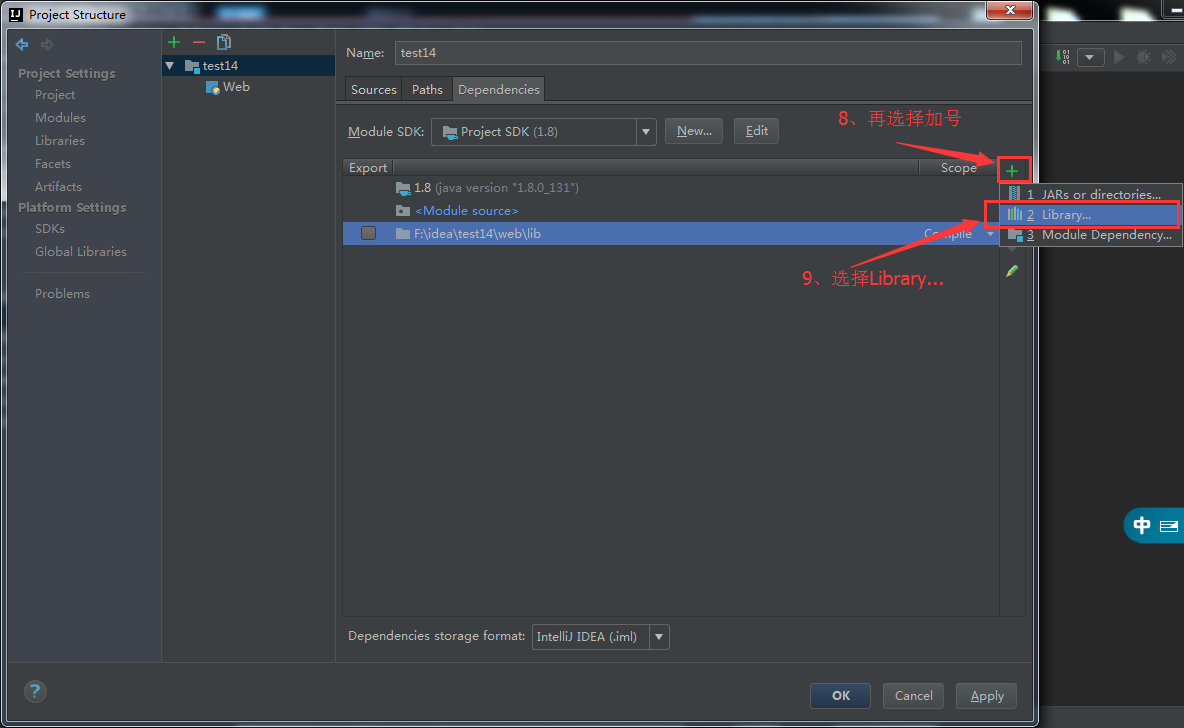 Project Structure
Project Settings
Project
Modules
Libraries
Facets
Artifacts
Platform Settings
SDKs
Global Libraries
Problems
test14
Web
Name: test14
Sources Paths Dependencies
Module SDK: Project SDK (1.8) New... Edit
8、再选择加号
Export Scope
1.8 (java version "1.8.0_131")
<Module source>
F:\idea\test14\web\lib Compile
1 JARs or directories...
2 Library...
3 Module Dependency...
9、选择Library...
Dependencies storage format: IntelliJ IDEA (.iml)
? OK Cancel Apply
中